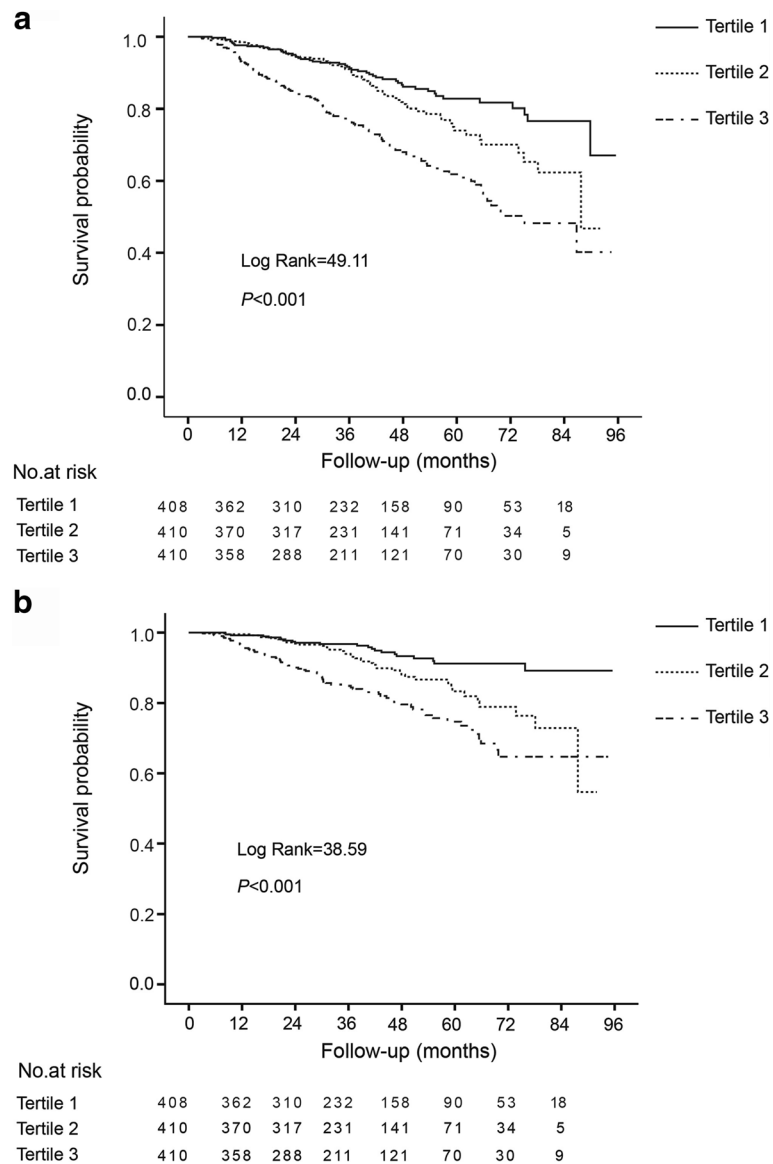 a
Tertile 1
Tertile 2
Tertile 3
Survival probability
1.0
0.8
0.6
0.4
0.2
0.0
Log Rank=49.11
P<0.001
0 12 24 36 48 60 72 84 96
Follow-up (months)
No.at risk
Tertile 1 408 362 310 232 158 90 53 18
Tertile 2 410 370 317 231 141 71 34 5
Tertile 3 410 358 288 211 121 70 30 9
b
Tertile 1
Tertile 2
Tertile 3
Survival probability
1.0
0.8
0.6
0.4
0.2
0.0
Log Rank=38.59
P<0.001
0 12 24 36 48 60 72 84 96
Follow-up (months)
No.at risk
Tertile 1 408 362 310 232 158 90 53 18
Tertile 2 410 370 317 231 141 71 34 5
Tertile 3 410 358 288 211 121 70 30 9